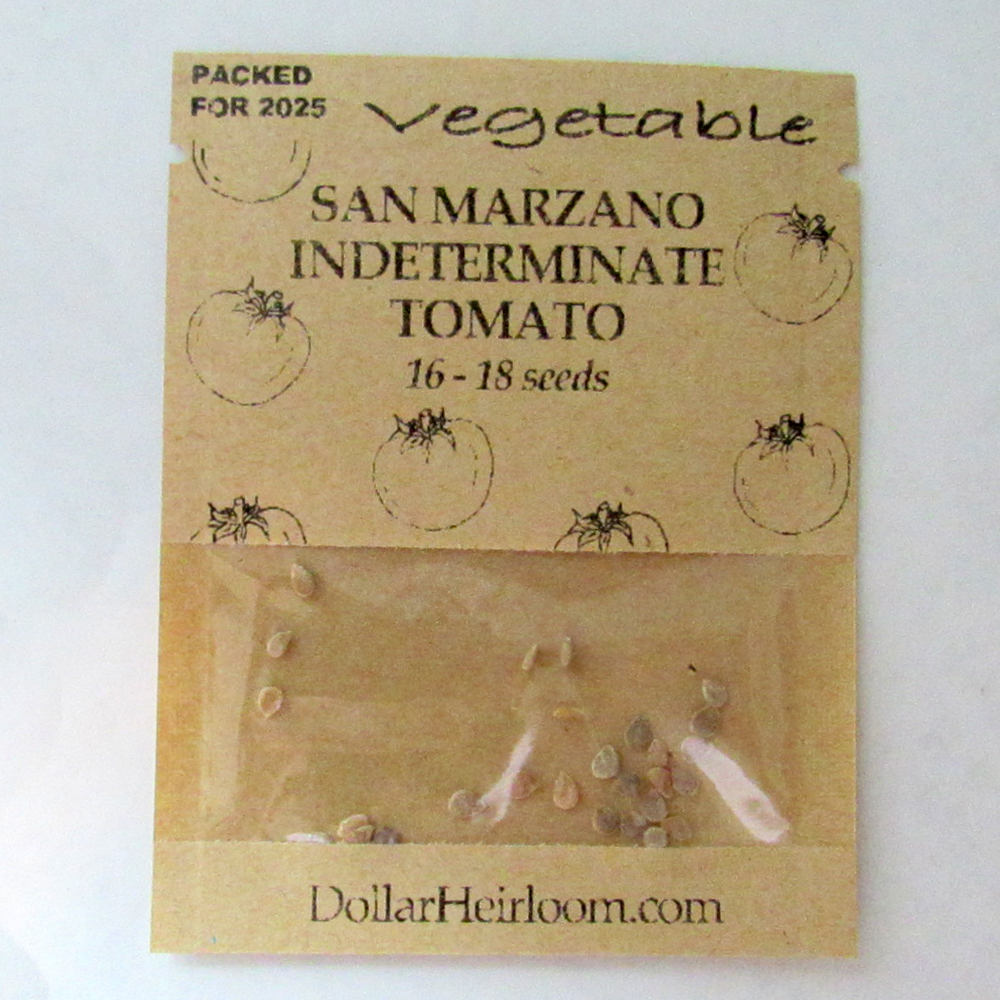 PACKED
FOR 2025
vegetable
SAN MARZANO
INDETERMINATE
TOMATO
16 - 18 seeds
DollarHeirloom.com